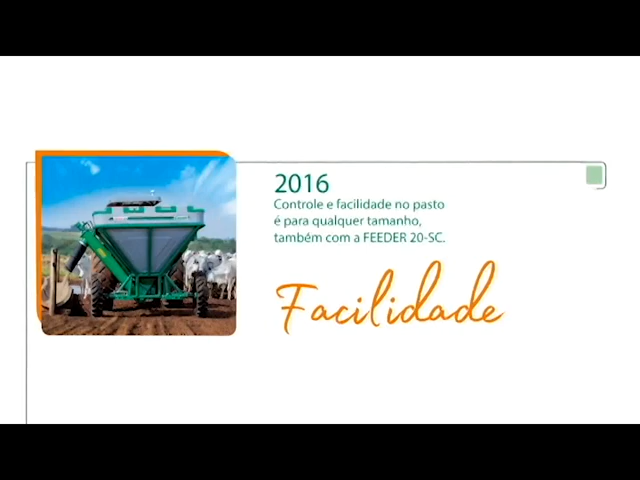 2016
Controle e facilidade no pasto
é para qualquer tamanho,
também com a FEEDER 20-SC.
Facilidade